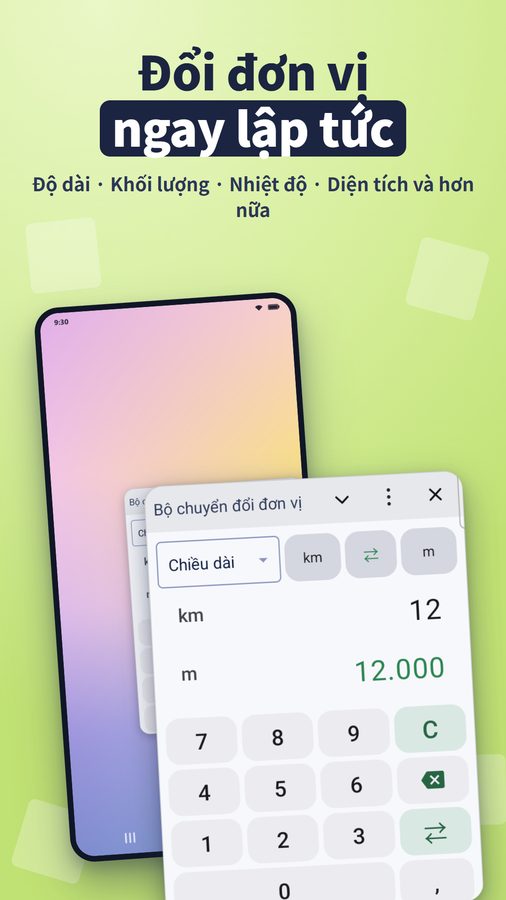 Đổi đơn vị
ngay lập tức
Độ dài · Khối lượng · Nhiệt độ · Diện tích và hơn
nữa
9:30
Bộ chuyển đổi đơn vị
Chiều dài
km
m
km
12
m
12.000
7
8
9
C
4
5
6
1
2
3
0
,